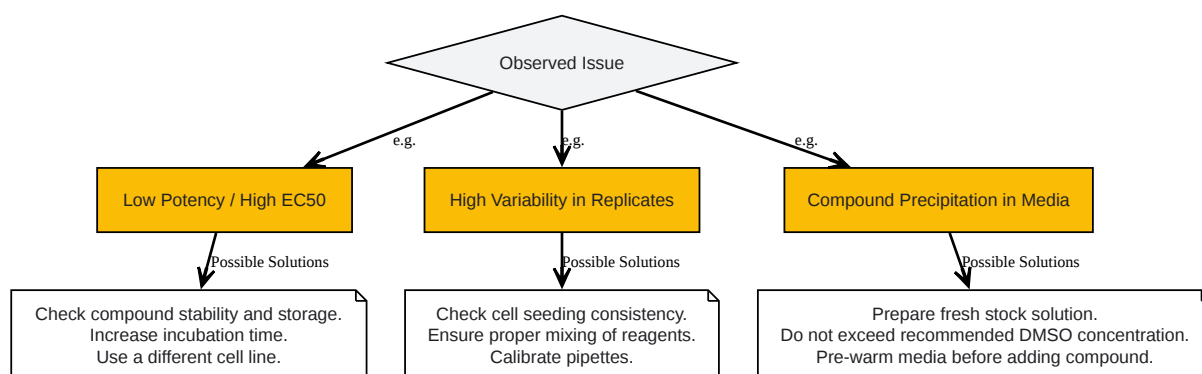 Observed Issue
e.g.
e.g.
e.g.
Low Potency / High EC50
High Variability in Replicates
Compound Precipitation in Media
Possible Solutions
Possible Solutions
Possible Solutions
Check compound stability and storage.
Increase incubation time.
Use a different cell line.
Check cell seeding consistency.
Ensure proper mixing of reagents.
Calibrate pipettes.
Prepare fresh stock solution.
Do not exceed recommended DMSO concentration.
Pre-warm media before adding compound.